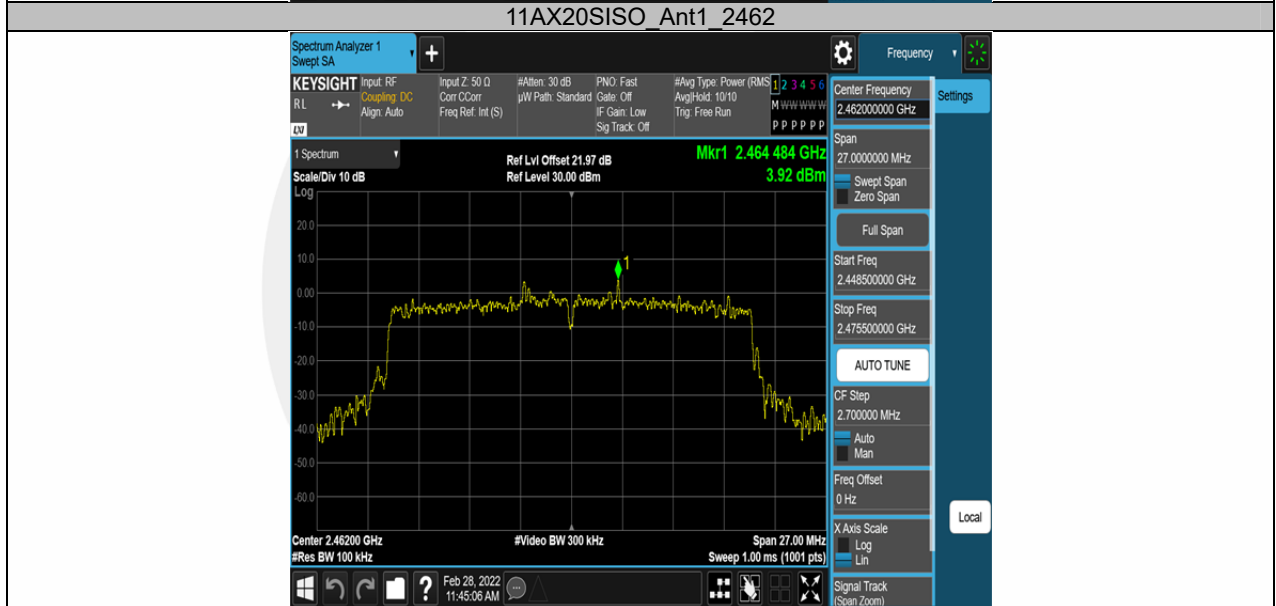 11AX20SISO_Ant1_2462
Spectrum Analyzer 1
Swept SA
+
Frequency
KEYSIGHT
RL
LXI
Input: RF
Coupling: DC
Align: Auto
Input Z: 50 Ω
Corr CCorr
Freq Ref: Int (S)
#Atten: 30 dB
µW Path: Standard
PNO: Fast
Gate: Off
IF Gain: Low
Sig Track: Off
#Avg Type: Power (RMS
Avg|Hold: 10/10
Trig: Free Run
1 2 3 4 5 6
M W W W W W
P P P P P P
Center Frequency
2.462000000 GHz
Settings
Span
27.0000000 MHz
Swept Span
Zero Span
Full Span
Start Freq
2.448500000 GHz
Stop Freq
2.475500000 GHz
AUTO TUNE
CF Step
2.700000 MHz
Auto
Man
Freq Offset
0 Hz
X Axis Scale
Log
Lin
Signal Track
(Span Zoom)
Local
1 Spectrum
Scale/Div 10 dB
Log
Ref Lvl Offset 21.97 dB
Ref Level 30.00 dBm
Mkr1 2.464 484 GHz
3.92 dBm
20.0
10.0
0.00
-10.0
-20.0
-30.0
-40.0
-50.0
-60.0
1
Center 2.46200 GHz
#Res BW 100 kHz
#Video BW 300 kHz
Span 27.00 MHz
Sweep 1.00 ms (1001 pts)
?
Feb 28, 2022
11:45:06 AM